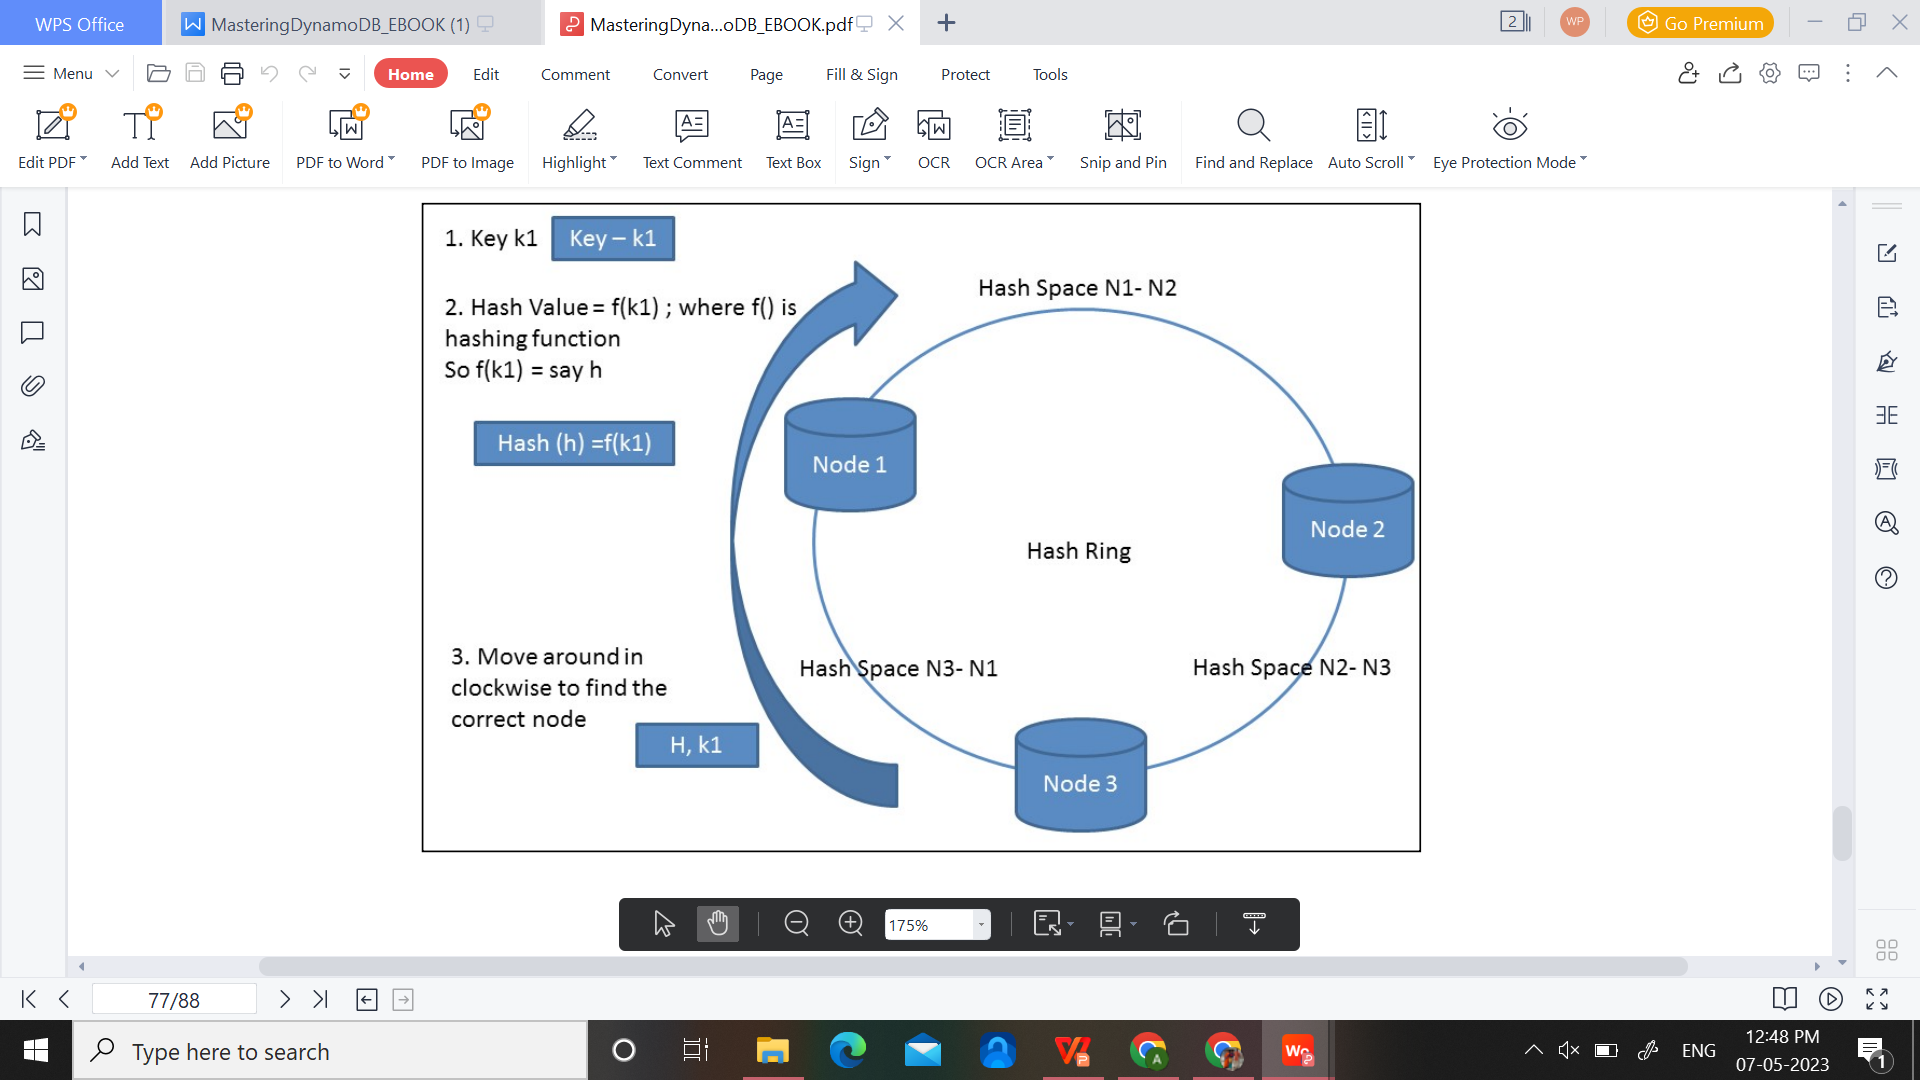 WPS Office
MasteringDynamoDB_EBOOK (1)
MasteringDyna...oDB_EBOOK.pdf
2
WP
Go Premium
Menu
Home
Edit
Comment
Convert
Page
Fill & Sign
Protect
Tools
Edit PDF
Add Text
Add Picture
PDF to Word
PDF to Image
Highlight
Text Comment
Text Box
Sign
OCR
OCR Area
Snip and Pin
Find and Replace
Auto Scroll
Eye Protection Mode
1. Key k1
Key – k1
2. Hash Value = f(k1) ; where f() is
hashing function
So f(k1) = say h
Hash (h) =f(k1)
3. Move around in
clockwise to find the
correct node
H, k1
Hash Space N1- N2
Node 1
Node 2
Hash Ring
Hash Space N3- N1
Hash Space N2- N3
Node 3
175%
77/88
Type here to search
A
ENG
12:48 PM
07-05-2023
1